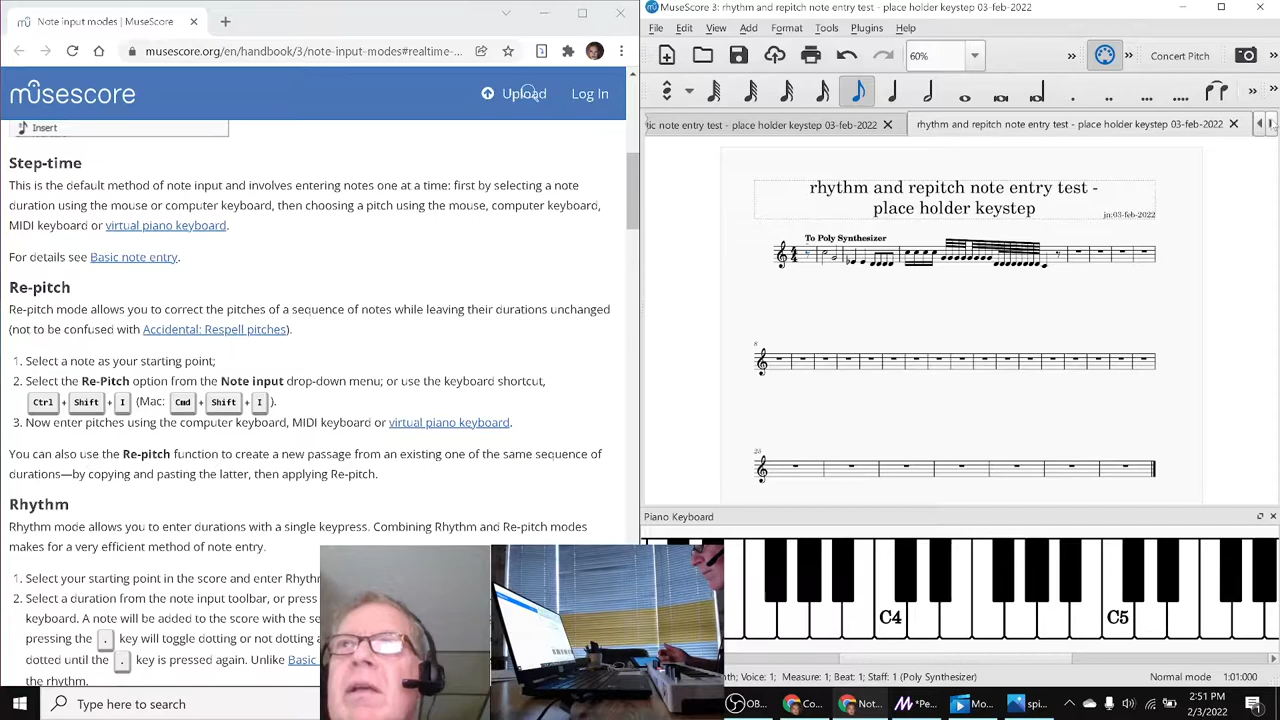 Note input modes | MuseScore
musescore.org/en/handbook/3/note-input-modes#realtime-...
musescore
Upload
Log In
Insert
Step-time
This is the default method of note input and involves entering notes one at a time: first by selecting a note
duration using the mouse or computer keyboard, then choosing a pitch using the mouse, computer keyboard,
MIDI keyboard or virtual piano keyboard.
For details see Basic note entry.
Re-pitch
Re-pitch mode allows you to correct the pitches of a sequence of notes while leaving their durations unchanged
(not to be confused with Accidental: Respell pitches).
1. Select a note as your starting point;
2. Select the Re-Pitch option from the Note input drop-down menu; or use the keyboard shortcut,
Ctrl + Shift + I (Mac: Cmd + Shift + I ).
3. Now enter pitches using the computer keyboard, MIDI keyboard or virtual piano keyboard.
You can also use the Re-pitch function to create a new passage from an existing one of the same sequence of
durations—by copying and pasting the latter, then applying Re-pitch.
Rhythm
Rhythm mode allows you to enter durations with a single keypress. Combining Rhythm and Re-pitch modes
makes for a very efficient method of note entry.
1. Select your starting point in the score and enter Rhyth
2. Select a duration from the note input toolbar, or press
keyboard. A note will be added to the score with the se
pressing the . key will toggle dotting or not dotting a
dotted until the . key is pressed again. Unlike Basic
the rhythm.
MuseScore 3: rhythm and repitch note entry test - place holder keystep 03-feb-2022
File Edit View Add Format Tools Plugins Help
60%
Concert Pitch
tic note entry test - place holder keystep 03-feb-2022
rhythm and repitch note entry test - place holder keystep 03-feb-2022
rhythm and repitch note entry test -
place holder keystep
jn:03-feb-2022
To Poly Synthesizer
8
Piano Keyboard
C4
C5
th; Voice: 1; Measure: 1; Beat: 1; Staff: 1 (Poly Synthesizer)
Normal mode
1:01:000
Type here to search
OB...
Co...
Not...
*Pe...
Mo...
spi...
2:51 PM
2/3/2022